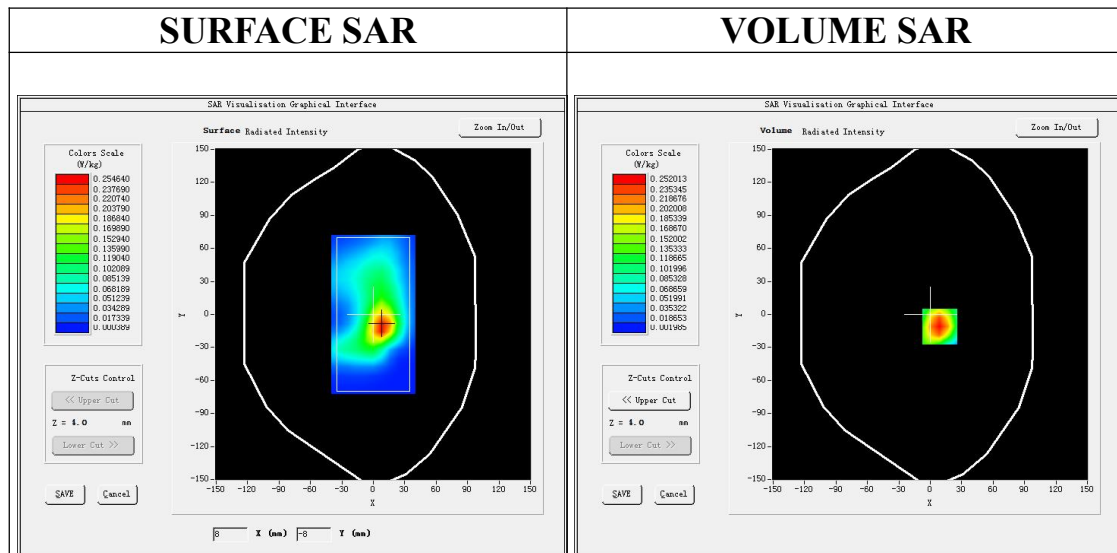 SURFACE SAR
VOLUME SAR
SAR Visualisation Graphical Interface
Surface Radiated Intensity
Zoom In/Out
Colors Scale
(W/kg)
0.254640
0.237690
0.220740
0.203790
0.186840
0.169890
0.152940
0.135990
0.119040
0.102089
0.085139
0.068189
0.051239
0.034289
0.017339
0.000389
150
120
90
60
30
0
-30
-60
-90
-120
-150
Y
-150 -120 -90 -60 -30 0 30 60 90 120 150
X
Z-Cuts Control
<< Upper Cut
Z = 4.0 mm
Lower Cut >>
SAVE Cancel
8 X (mm) -8 Y (mm)
SAR Visualisation Graphical Interface
Volume Radiated Intensity
Zoom In/Out
Colors Scale
(W/kg)
0.252013
0.235345
0.218676
0.202008
0.185339
0.168670
0.152002
0.135333
0.118665
0.101996
0.085328
0.068659
0.051991
0.035322
0.018653
0.001985
150
120
90
60
30
0
-30
-60
-90
-120
-150
Y
-150 -120 -90 -60 -30 0 30 60 90 120 150
X
Z-Cuts Control
<< Upper Cut
Z = 4.0 mm
Lower Cut >>
SAVE Cancel